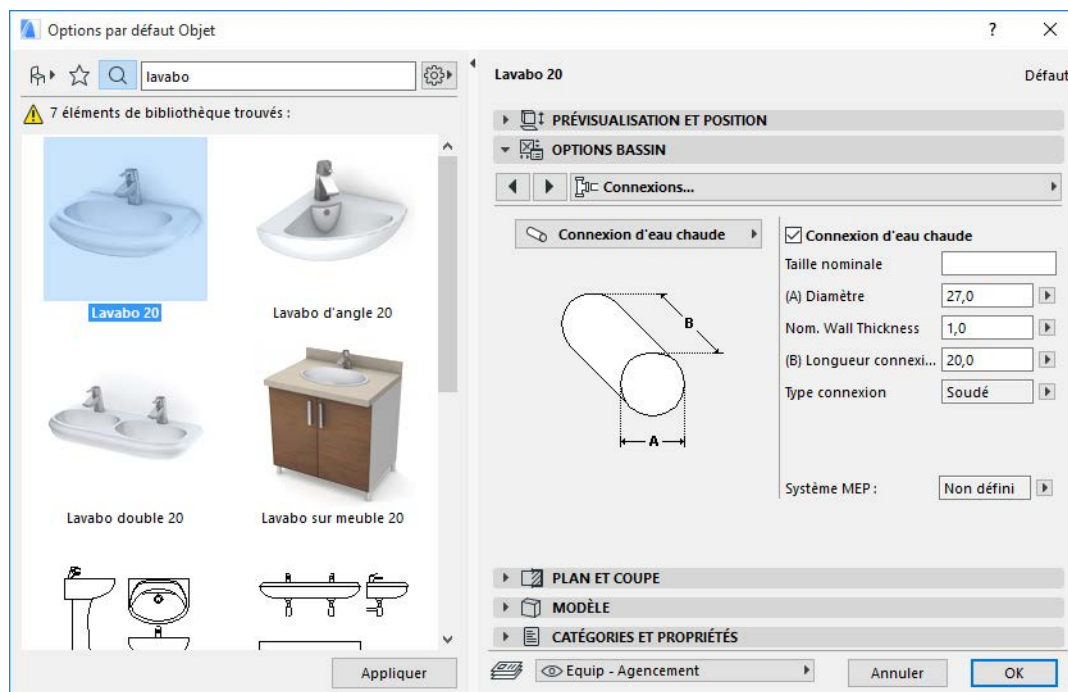 Options par défaut Objet
?
lavabo
7 éléments de bibliothèque trouvés :
Lavabo 20
Lavabo d'angle 20
Lavabo double 20
Lavabo sur meuble 20
Appliquer
Lavabo 20
Défaut
PRÉVISUALISATION ET POSITION
OPTIONS BASSIN
Connexions...
Connexion d'eau chaude
B
A
Connexion d'eau chaude
Taille nominale
(A) Diamètre 27,0
Nom. Wall Thickness 1,0
(B) Longueur connexi... 20,0
Type connexion Soudé
Système MEP : Non défini
PLAN ET COUPE
MODÈLE
CATÉGORIES ET PROPRIÉTÉS
Equip - Agencement
Annuler
OK